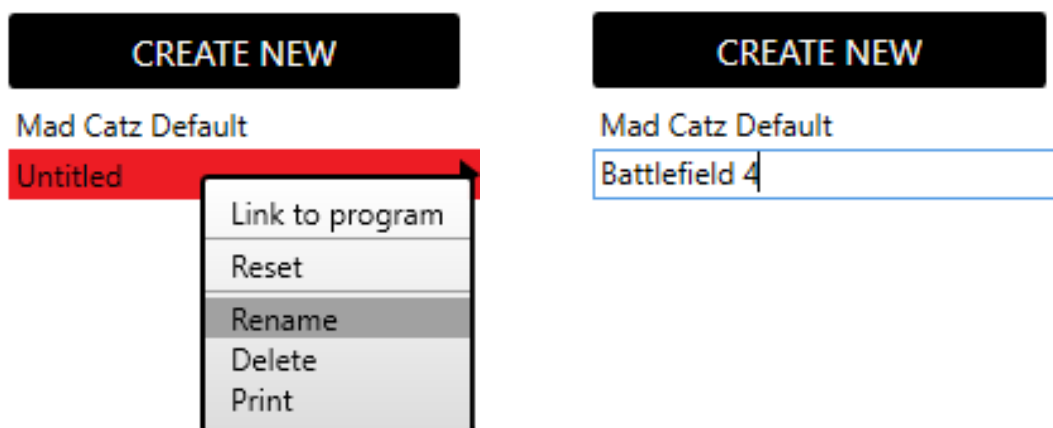 CREATE NEW
Mad Catz Default
Untitled
Link to program
Reset
Rename
Delete
Print
CREATE NEW
Mad Catz Default
Battlefield 4